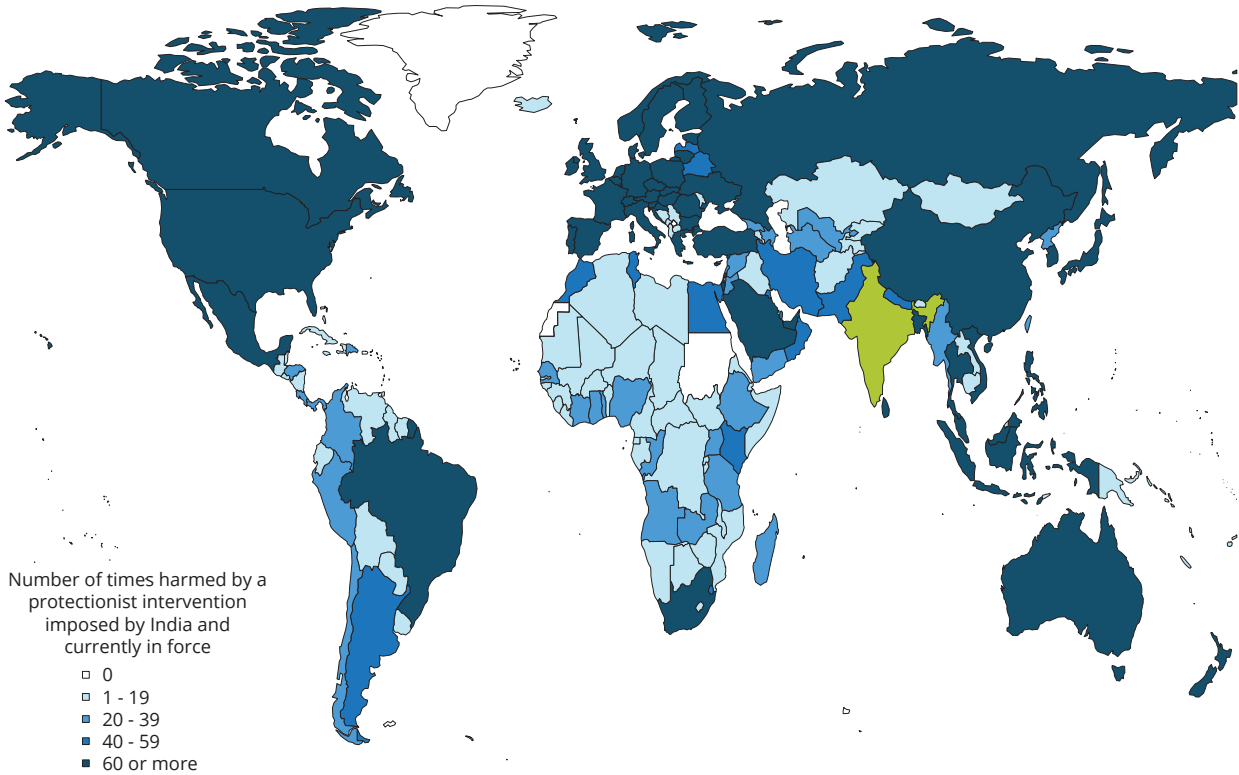 Number of times harmed by a
protectionist intervention
imposed by India and
currently in force
0
1 - 19
20 - 39
40 - 59
60 or more